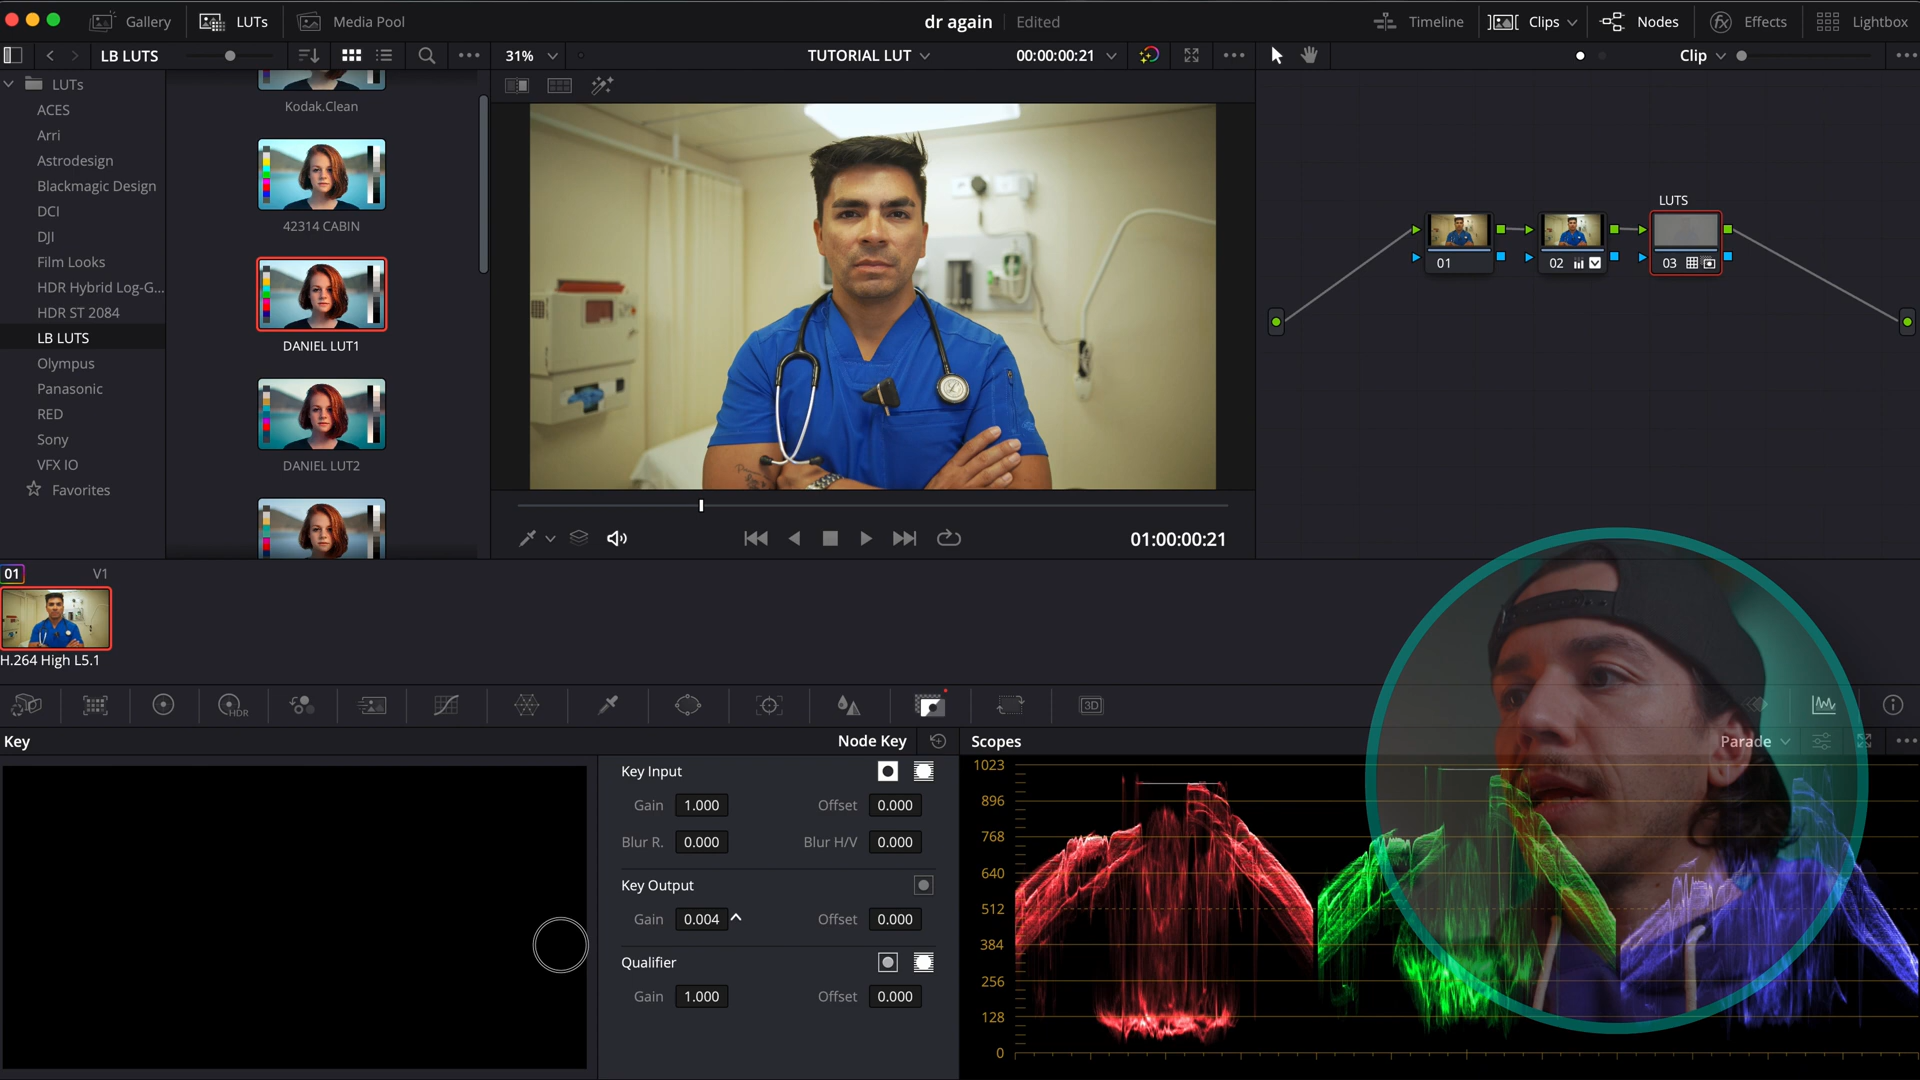 Gallery LUTs Media Pool dr again Edited Timeline Clips Nodes Effects Lightbox
LB LUTS 31% TUTORIAL LUT 00:00:00:21 Clip
LUTs
ACES
Arri
Astrodesign
Blackmagic Design
DCI
DJI
Film Looks
HDR Hybrid Log-G...
HDR ST 2084
LB LUTS
Olympus
Panasonic
RED
Sony
VFX IO
Favorites
Kodak.Clean
42314 CABIN
DANIEL LUT1
DANIEL LUT2
LUTS
01 02 03
01:00:00:21
01 V1
H.264 High L5.1
HDR 3D
Key Node Key Scopes Parade
Key Input
Gain 1.000 Offset 0.000
Blur R. 0.000 Blur H/V 0.000
Key Output
Gain 0.004 Offset 0.000
Qualifier
Gain 1.000 Offset 0.000
1023
896
768
640
512
384
256
128
0